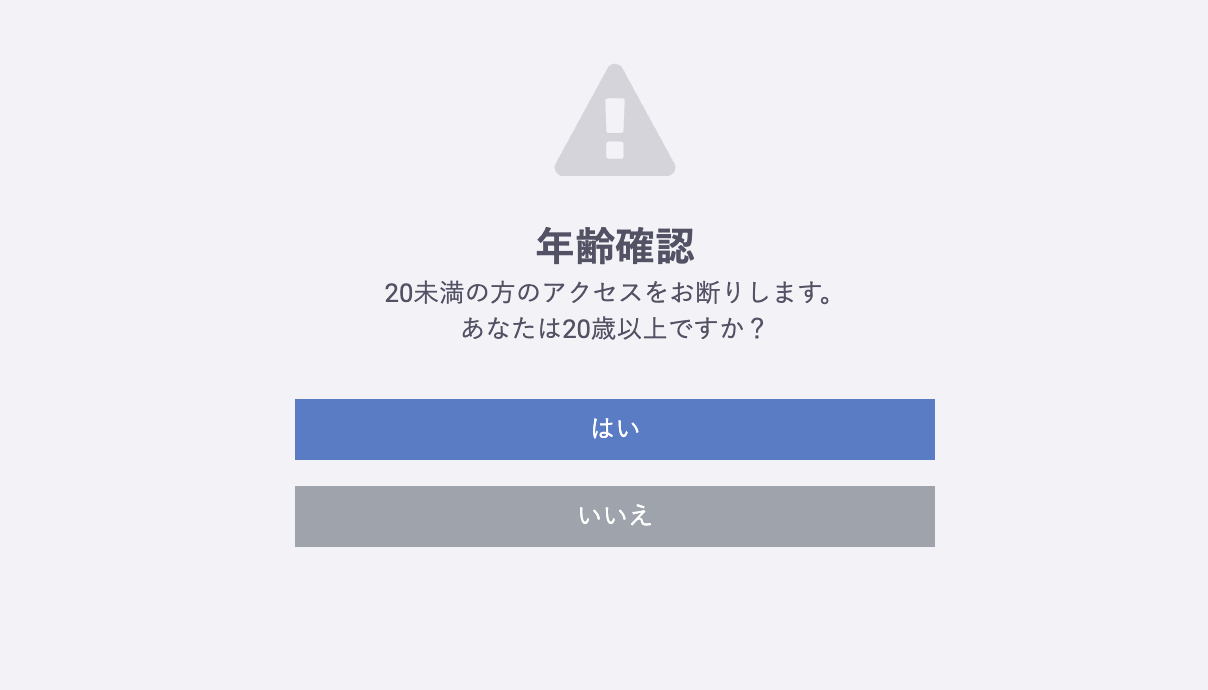 年齢確認
20未満の方のアクセスをお断りします。
あなたは20歳以上ですか？
はい
いいえ